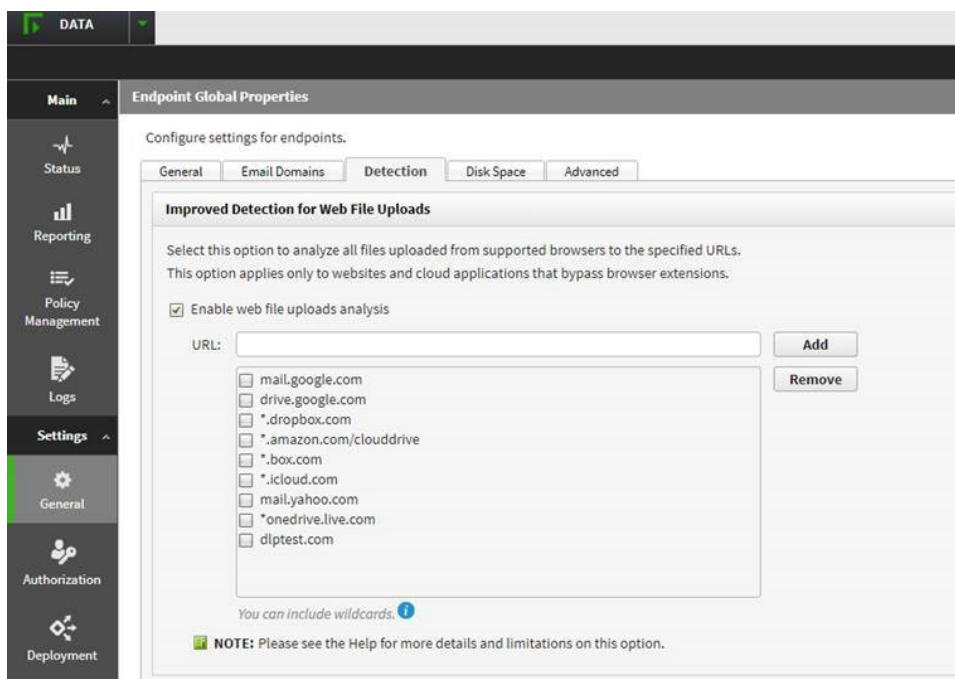 DATA
Main
Endpoint Global Properties
Status
Reporting
Policy
Management
Logs
Settings
General
Authorization
Deployment
Configure settings for endpoints.
General
Email Domains
Detection
Disk Space
Advanced
Improved Detection for Web File Uploads
Select this option to analyze all files uploaded from supported browsers to the specified URLs.
This option applies only to websites and cloud applications that bypass browser extensions.
Enable web file uploads analysis
URL:
Add
Remove
mail.google.com
drive.google.com
*.dropbox.com
*.amazon.com/clouddrive
*.box.com
*.icloud.com
mail.yahoo.com
*onedrive.live.com
dlptest.com
You can include wildcards.
NOTE: Please see the Help for more details and limitations on this option.